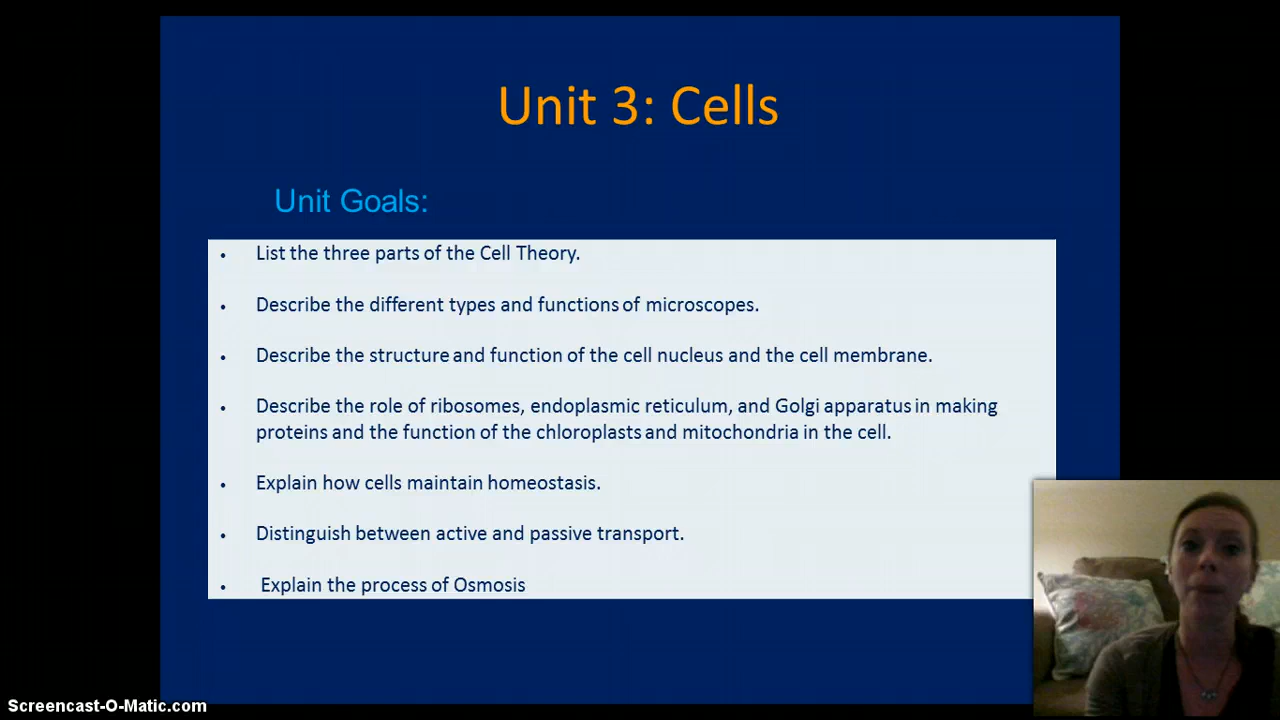 Unit 3: Cells
Unit Goals:
• List the three parts of the Cell Theory.
• Describe the different types and functions of microscopes.
• Describe the structure and function of the cell nucleus and the cell membrane.
• Describe the role of ribosomes, endoplasmic reticulum, and Golgi apparatus in making
proteins and the function of the chloroplasts and mitochondria in the cell.
• Explain how cells maintain homeostasis.
• Distinguish between active and passive transport.
• Explain the process of Osmosis
Screencast-O-Matic.com